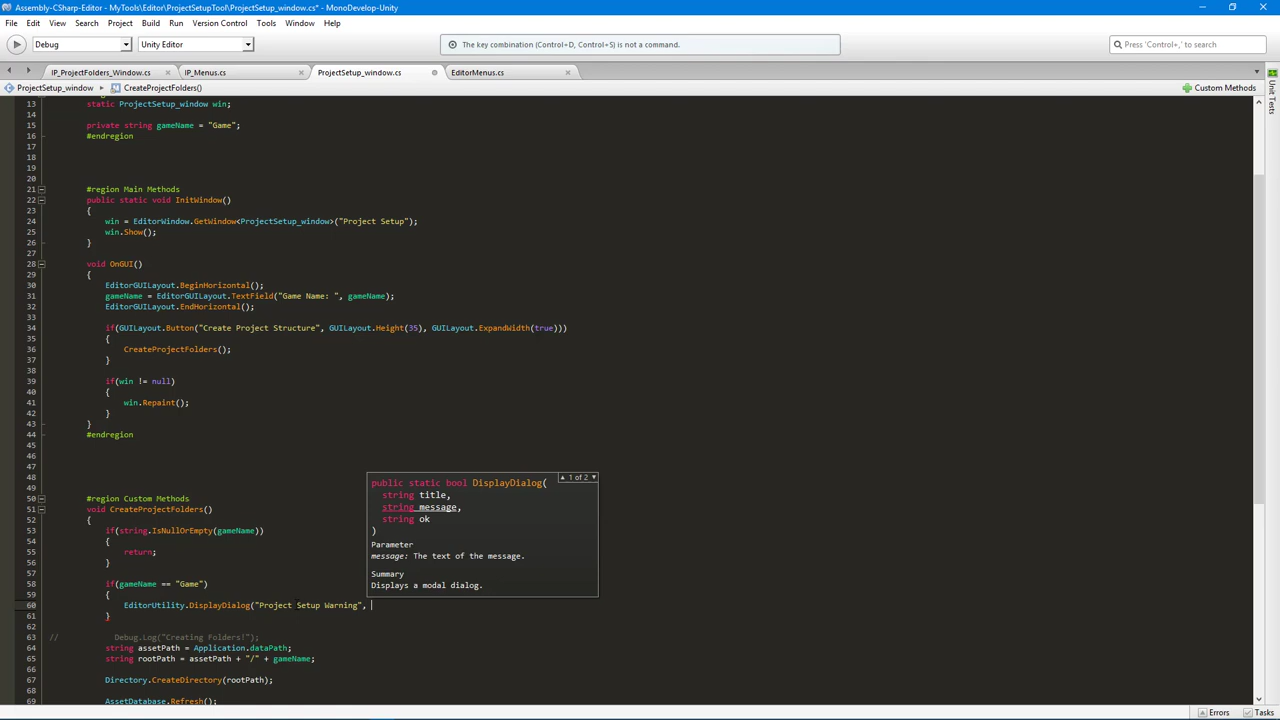 Assembly-CSharp-Editor - MyTools/Editor/ProjectSetupTool/ProjectSetup_window.cs* - MonoDevelop-Unity
File Edit View Search Project Build Run Version Control Tools Window Help
Debug Unity Editor The key combination (Control+D, Control+S) is not a command. Press 'Control+,' to search
IP_ProjectFolders_Window.cs IP_Menus.cs ProjectSetup_window.cs EditorMenus.cs
ProjectSetup_window CreateProjectFolders() Custom Methods
Unit Tests
13 static ProjectSetup_window win;
14
15 private string gameName = "Game";
16 #endregion
17
18
19
20
21 #region Main Methods
22 public static void InitWindow()
23 {
24 win = EditorWindow.GetWindow<ProjectSetup_window>("Project Setup");
25 win.Show();
26 }
27
28 void OnGUI()
29 {
30 EditorGUILayout.BeginHorizontal();
31 gameName = EditorGUILayout.TextField("Game Name: ", gameName);
32 EditorGUILayout.EndHorizontal();
33
34 if(GUILayout.Button("Create Project Structure", GUILayout.Height(35), GUILayout.ExpandWidth(true)))
35 {
36 CreateProjectFolders();
37 }
38
39 if(win != null)
40 {
41 win.Repaint();
42 }
43 }
44 #endregion
45
46
47
48
49
50 #region Custom Methods
51 void CreateProjectFolders()
52 {
53 if(string.IsNullOrEmpty(gameName))
54 {
55 return;
56 }
57
58 if(gameName == "Game")
59 {
60 EditorUtility.DisplayDialog("Project Setup Warning",
61 }
62
63 // Debug.Log("Creating Folders!");
64 string assetPath = Application.dataPath;
65 string rootPath = assetPath + "/" + gameName;
66
67 Directory.CreateDirectory(rootPath);
68
69 AssetDatabase.Refresh();
1 of 2
public static bool DisplayDialog(
string title,
string message,
string ok
)
Parameter
message: The text of the message.
Summary
Displays a modal dialog.
Errors Tasks